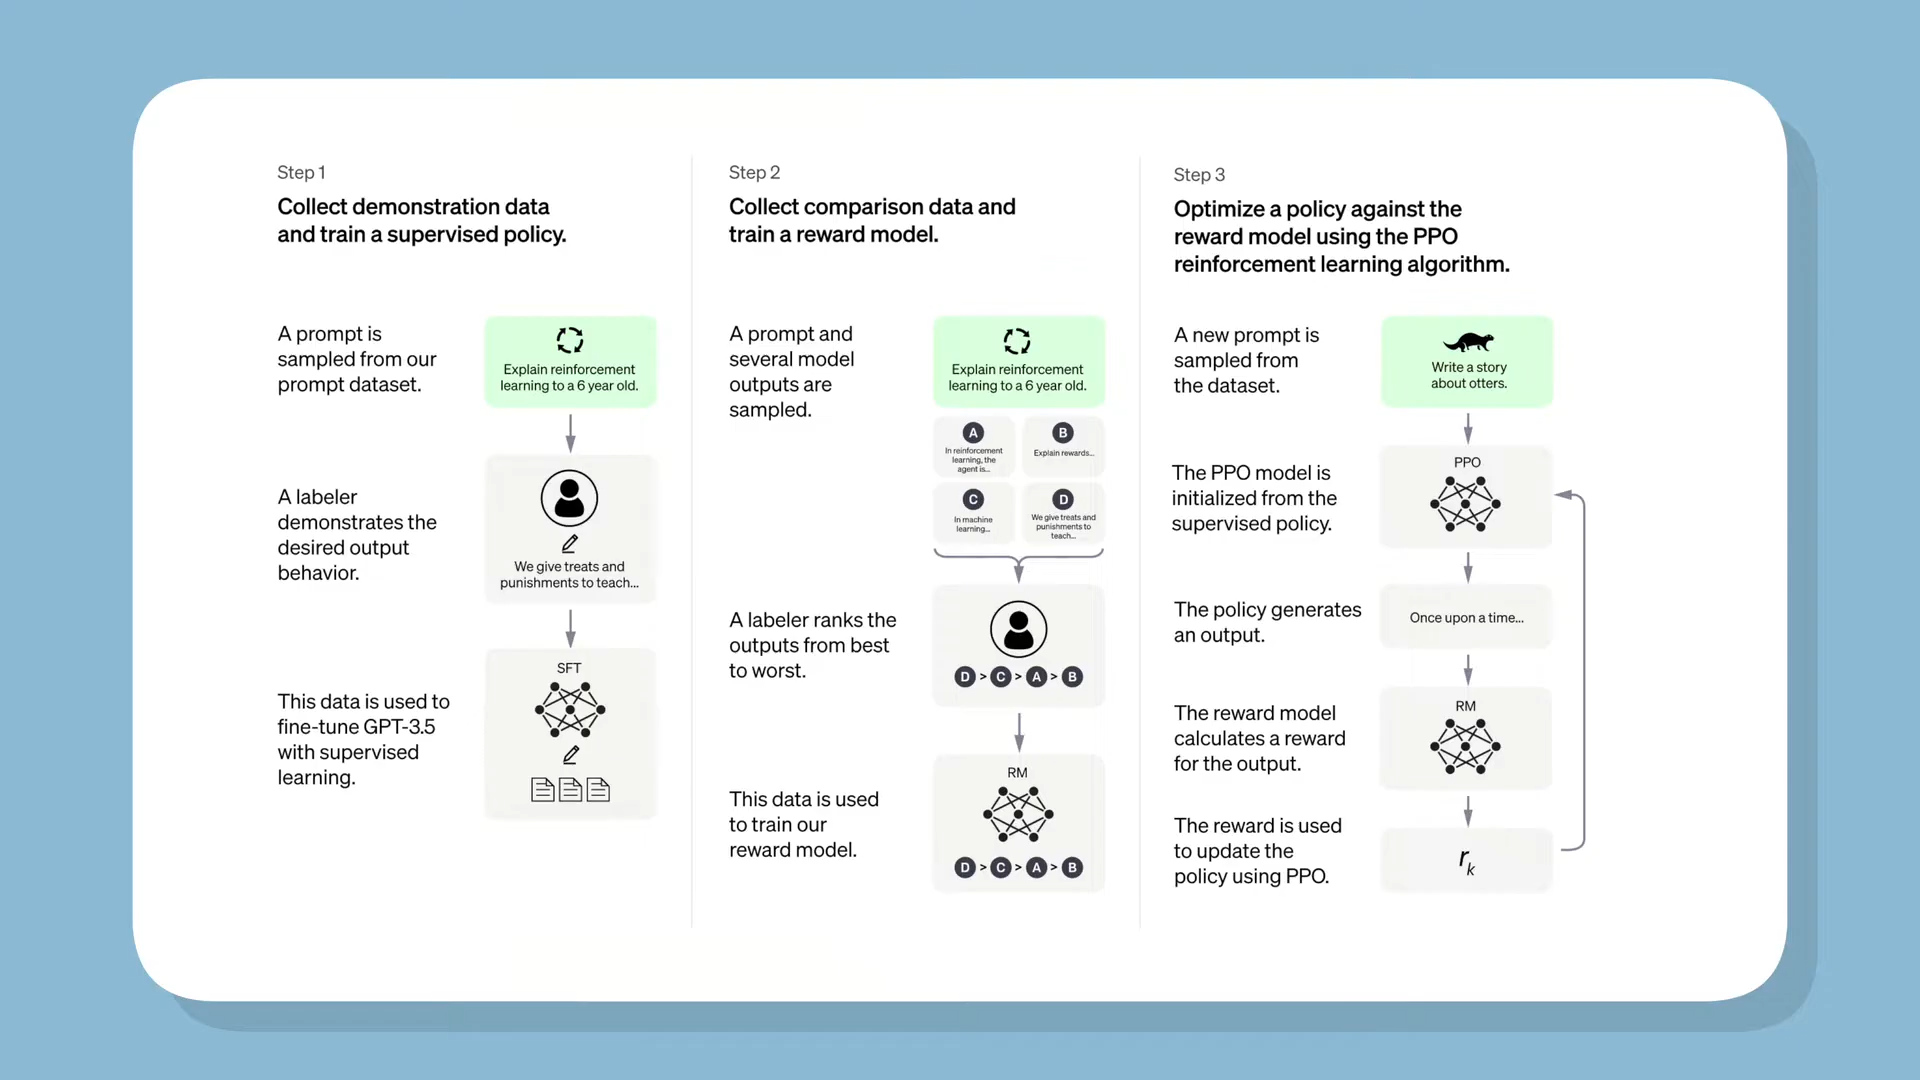 Step 1
Collect demonstration data
and train a supervised policy.
A prompt is
sampled from our
prompt dataset.
Explain reinforcement
learning to a 6 year old.
A labeler
demonstrates the
desired output
behavior.
We give treats and
punishments to teach...
This data is used to
fine-tune GPT-3.5
with supervised
learning.
SFT
Step 2
Collect comparison data and
train a reward model.
A prompt and
several model
outputs are
sampled.
Explain reinforcement
learning to a 6 year old.
A
In reinforcement
learning, the
agent is...
B
Explain rewards...
C
In machine
learning...
D
We give treats and
punishments to
teach...
A labeler ranks the
outputs from best
to worst.
D > C > A > B
This data is used
to train our
reward model.
RM
D > C > A > B
Step 3
Optimize a policy against the
reward model using the PPO
reinforcement learning algorithm.
A new prompt is
sampled from
the dataset.
Write a story
about otters.
The PPO model is
initialized from the
supervised policy.
PPO
The policy generates
an output.
Once upon a time...
The reward model
calculates a reward
for the output.
RM
The reward is used
to update the
policy using PPO.
rk